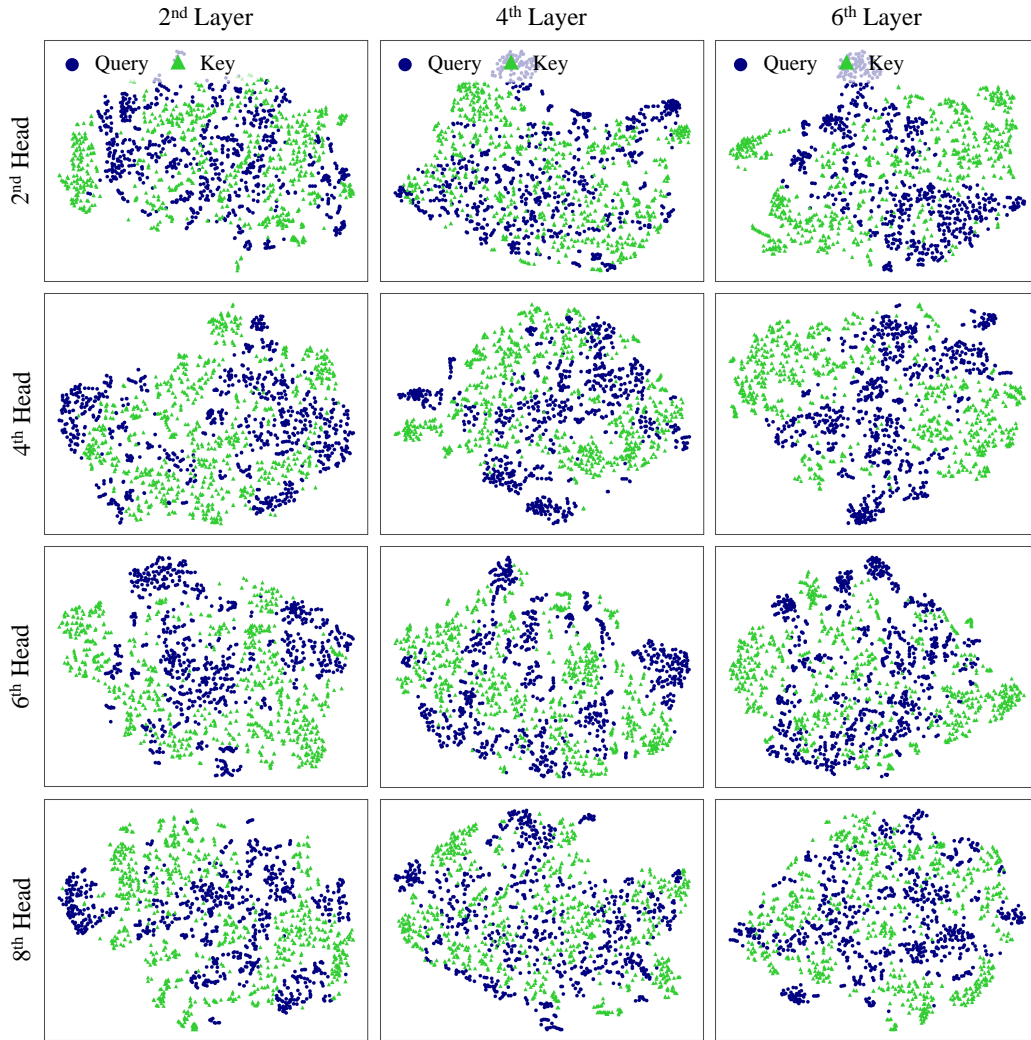 2nd Layer 4th Layer 6th Layer
Query Key Query Key Query Key
2nd Head
4th Head
6th Head
8th Head